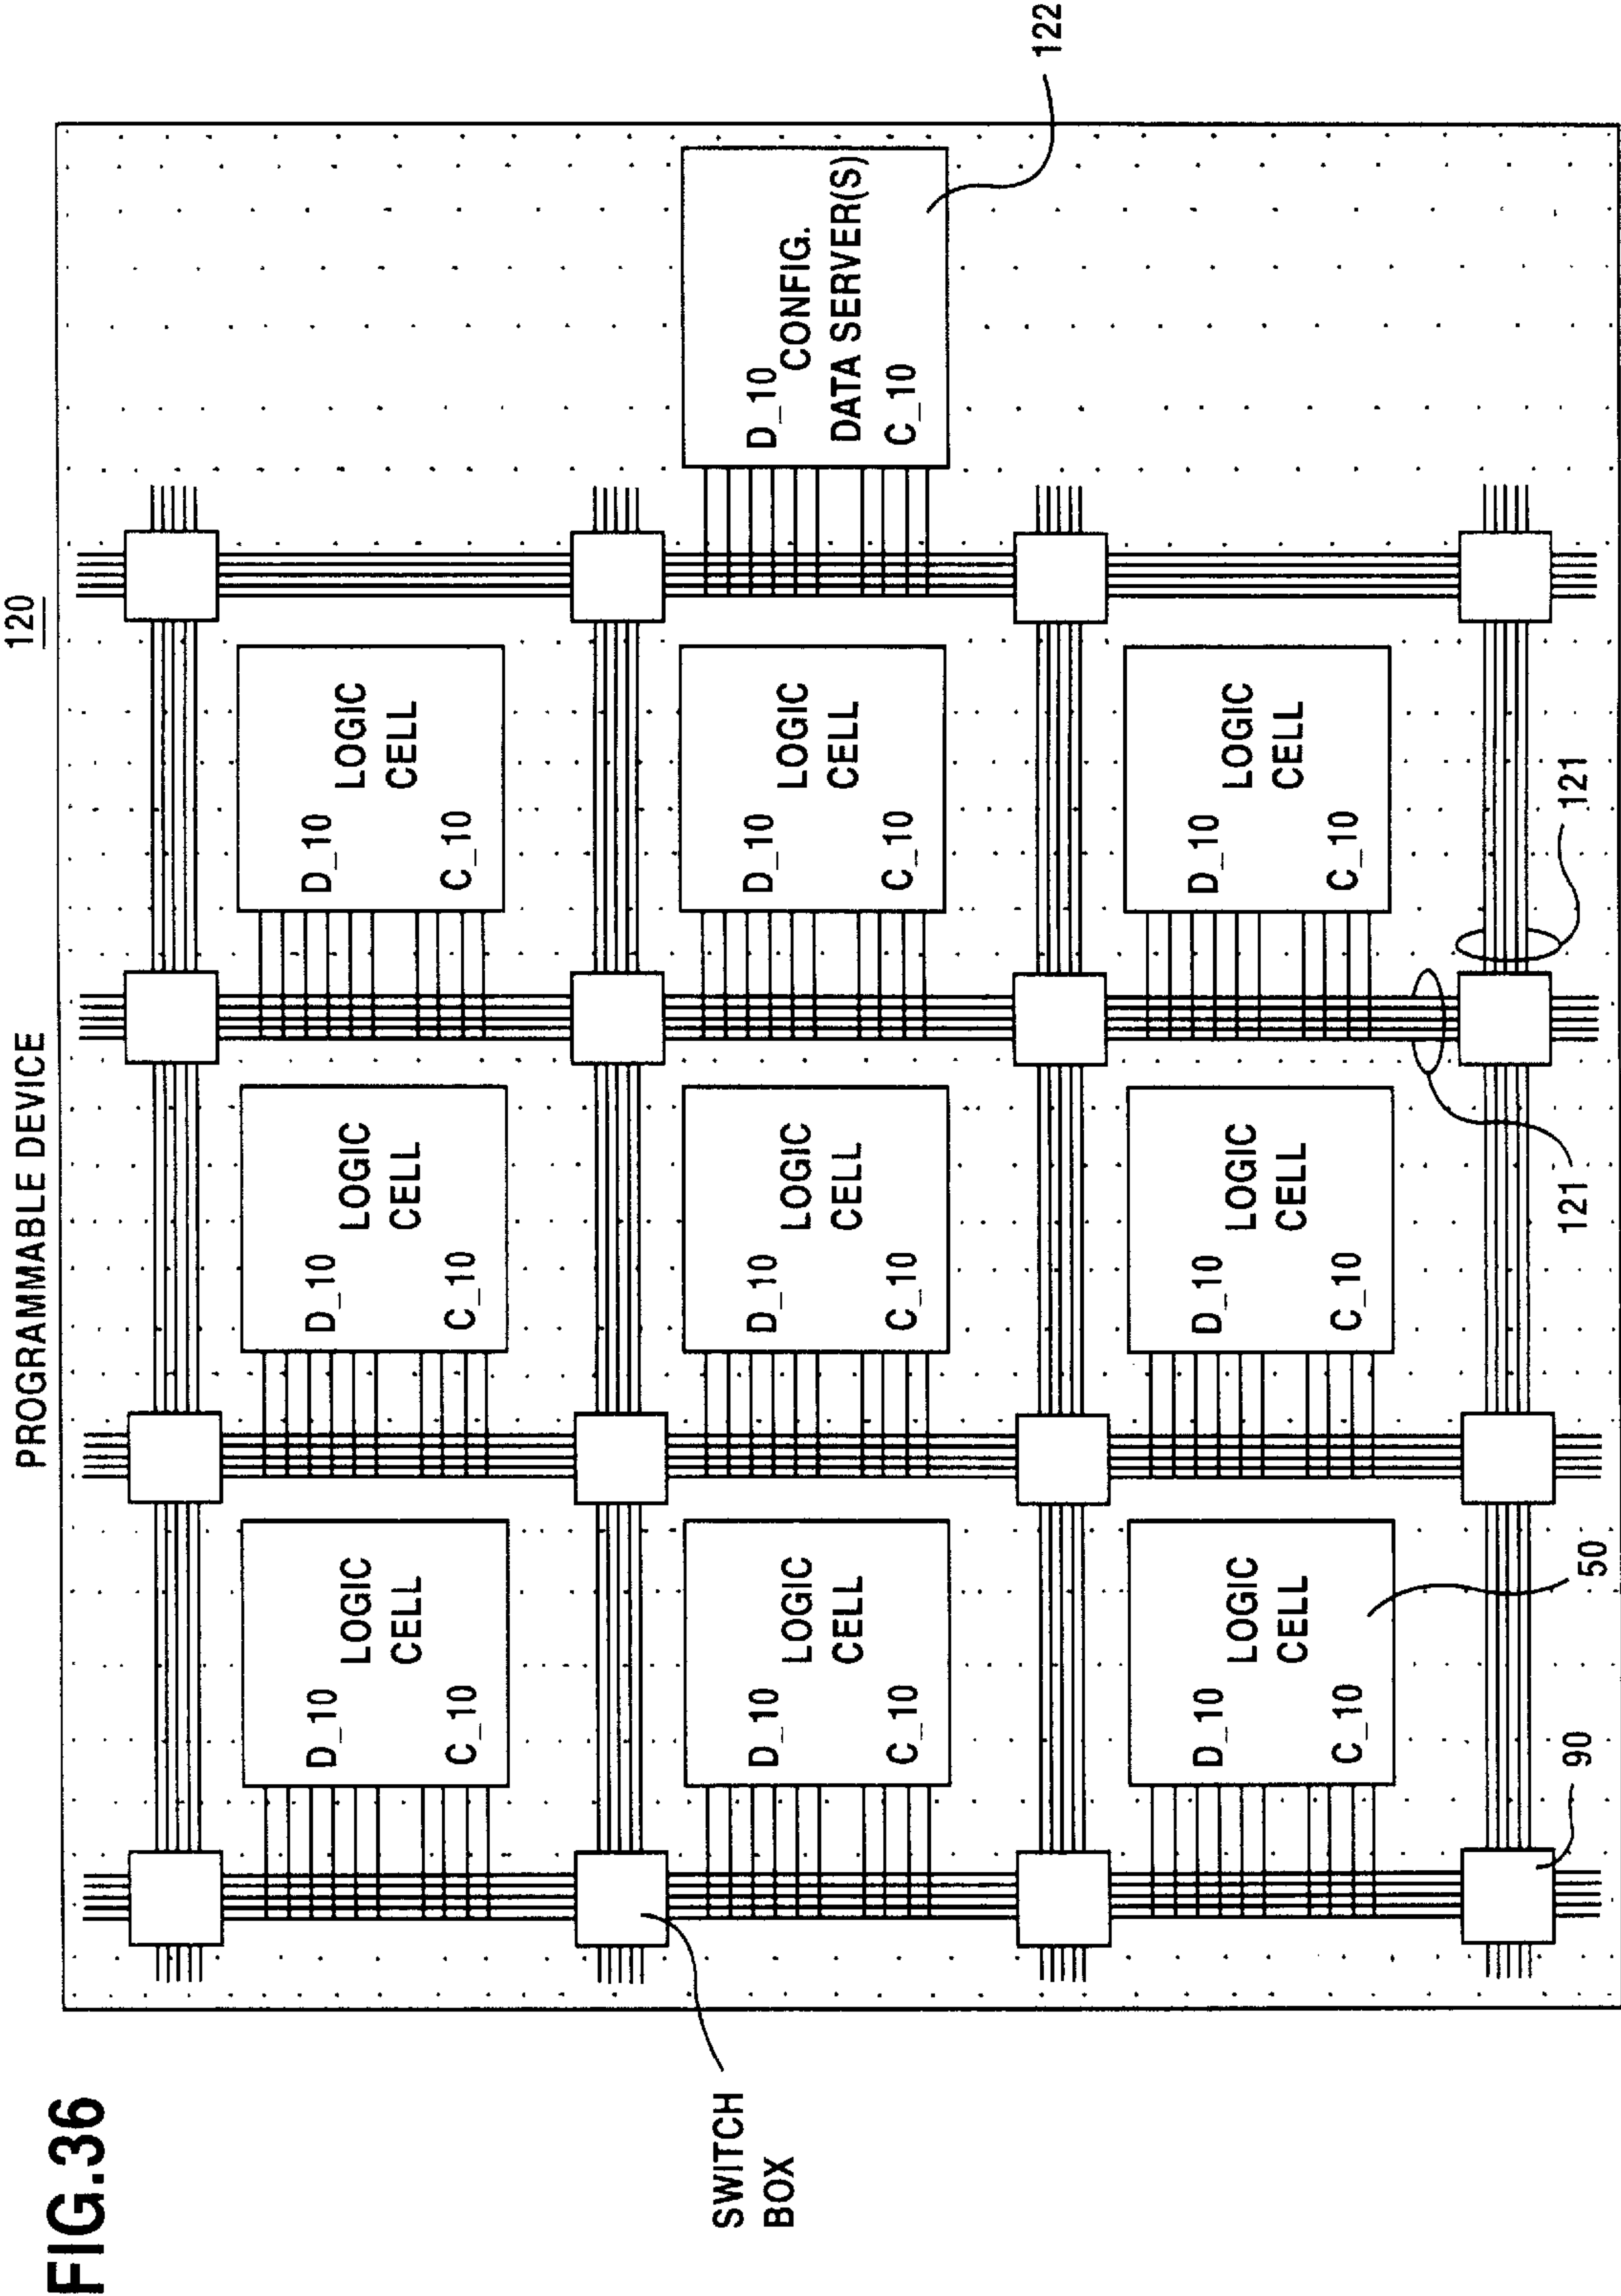 FIG.36
PROGRAMMABLE DEVICE
120
D_10
LOGIC
CELL
C_10
D_10
LOGIC
CELL
C_10
D_10
LOGIC
CELL
C_10
SWITCH
BOX
D_10
LOGIC
CELL
C_10
D_10
LOGIC
CELL
C_10
D_10
LOGIC
CELL
C_10
D_10
CONFIG.
DATA SERVER(S)
C_10
122
D_10
LOGIC
CELL
C_10
D_10
LOGIC
CELL
C_10
D_10
LOGIC
CELL
C_10
90
50
121
121